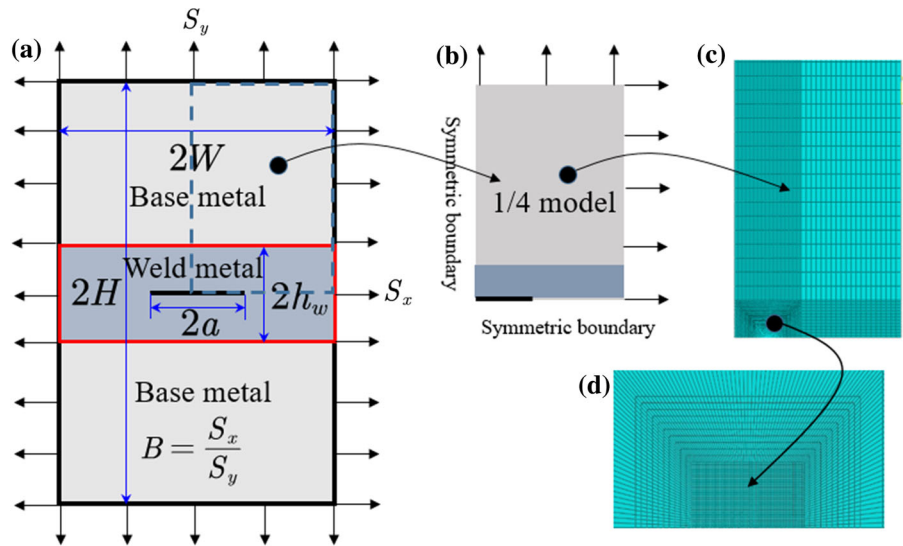 (a)
S_y
2W
Base metal
Weld metal
2H
2h_w
2a
S_x
Base metal
B = S_x / S_y
(b)
Symmetric boundary
1/4 model
Symmetric boundary
(c)
(d)